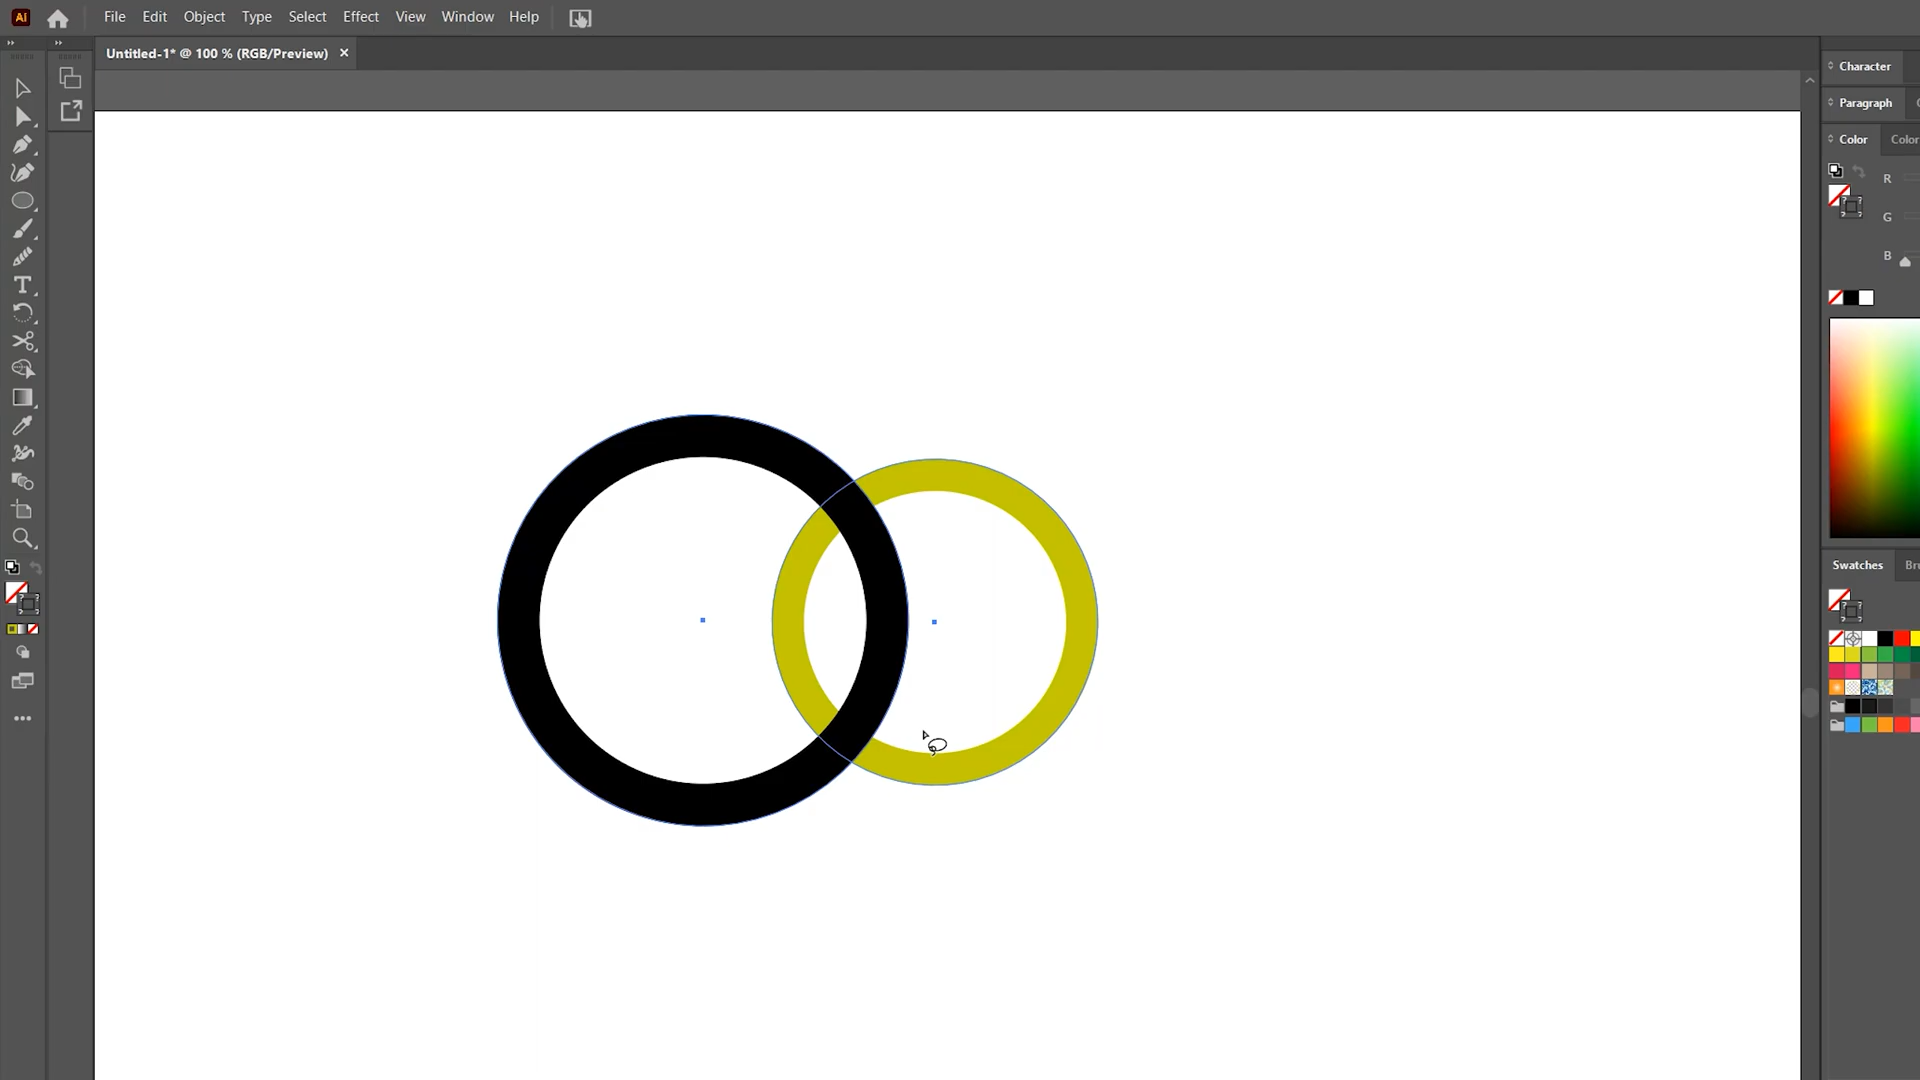 Ai File Edit Object Type Select Effect View Window Help
Untitled-1* @ 100 % (RGB/Preview) ×
Character
Paragraph
Color Color
R
G
B
Swatches